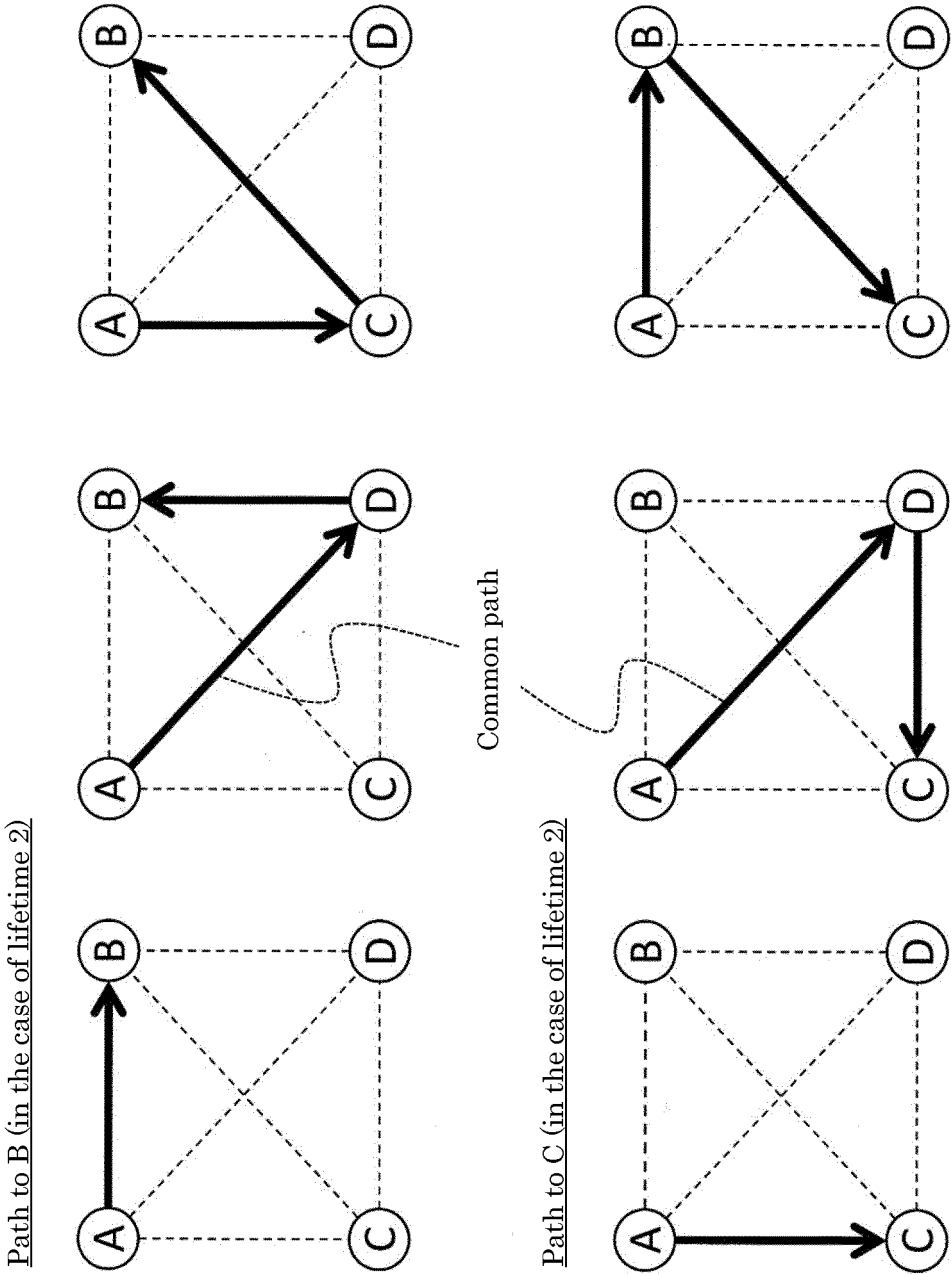 Path to B (in the case of lifetime 2)
A B A B A B
C D C D C D
Common path
Path to C (in the case of lifetime 2)
A B A B A B
C D C D C D